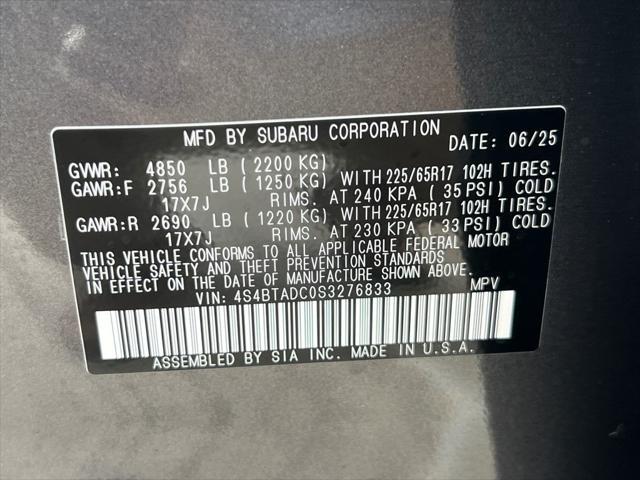 MFD BY SUBARU CORPORATION DATE: 06/25
GVWR: 4850 LB (2200 KG)
GAWR:F 2756 LB (1250 KG) WITH 225/65R17 102H TIRES.
17X7J RIMS. AT 240 KPA (35 PSI) COLD
GAWR:R 2690 LB (1220 KG) WITH 225/65R17 102H TIRES.
17X7J RIMS. AT 230 KPA (33 PSI) COLD
THIS VEHICLE CONFORMS TO ALL APPLICABLE FEDERAL MOTOR
VEHICLE SAFETY AND THEFT PREVENTION STANDARDS
IN EFFECT ON THE DATE OF MANUFACTURE SHOWN ABOVE.
VIN: 4S4BTADC0S3276833 MPV
ASSEMBLED BY SIA INC. MADE IN U.S.A.